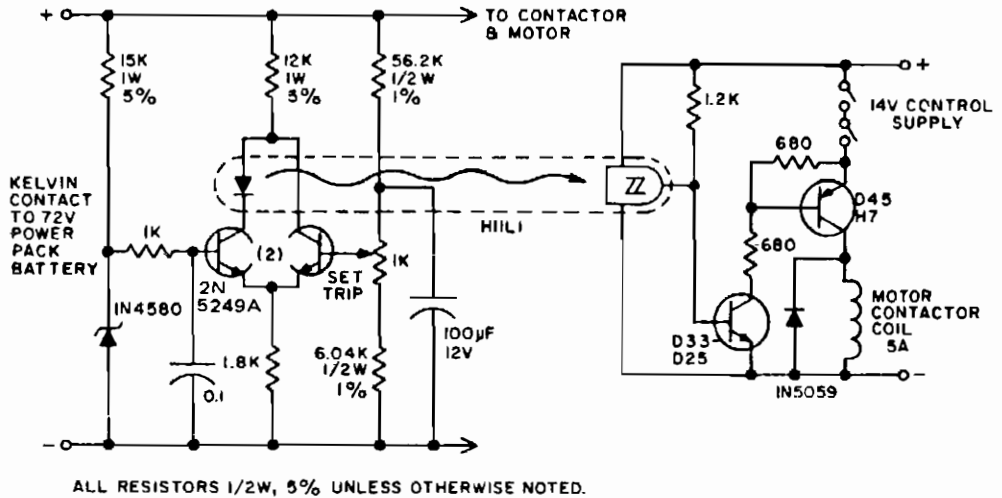 +
TO CONTACTOR
& MOTOR
15K
1W
5%
12K
1W
5%
56.2K
1/2W
1%
KELVIN
CONTACT
TO 72V
POWER
PACK
BATTERY
1K
(2)
2N
5249A
1N4580
0.1
1.8K
SET
TRIP
1K
6.04K
1/2W
1%
100µF
12V
-
H11L1
1.2K
+
14V CONTROL
SUPPLY
680
D45
H7
680
D33-
D25
MOTOR
CONTACTOR
COIL
5A
1N5059
-
ALL RESISTORS 1/2W, 5% UNLESS OTHERWISE NOTED.